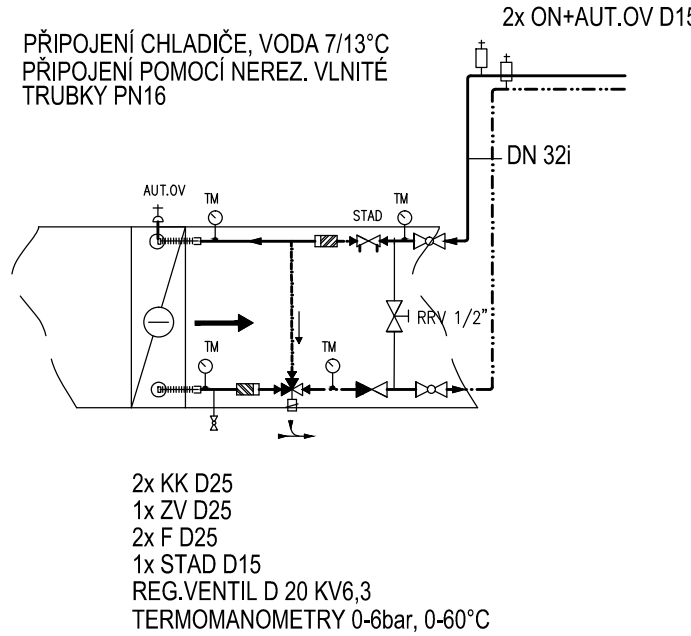 2x ON+AUT.OV D15
PŘIPOJENÍ CHLADIČE, VODA 7/13°C
PŘIPOJENÍ POMOCÍ NEREZ. VLNITÉ
TRUBKY PN16
DN 32i
AUT.OV
TM
STAD
TM
RRV 1/2"
TM
TM
2x KK D25
1x ZV D25
2x F D25
1x STAD D15
REG.VENTIL D 20 KV6,3
TERMOMANOMETRY 0-6bar, 0-60°C